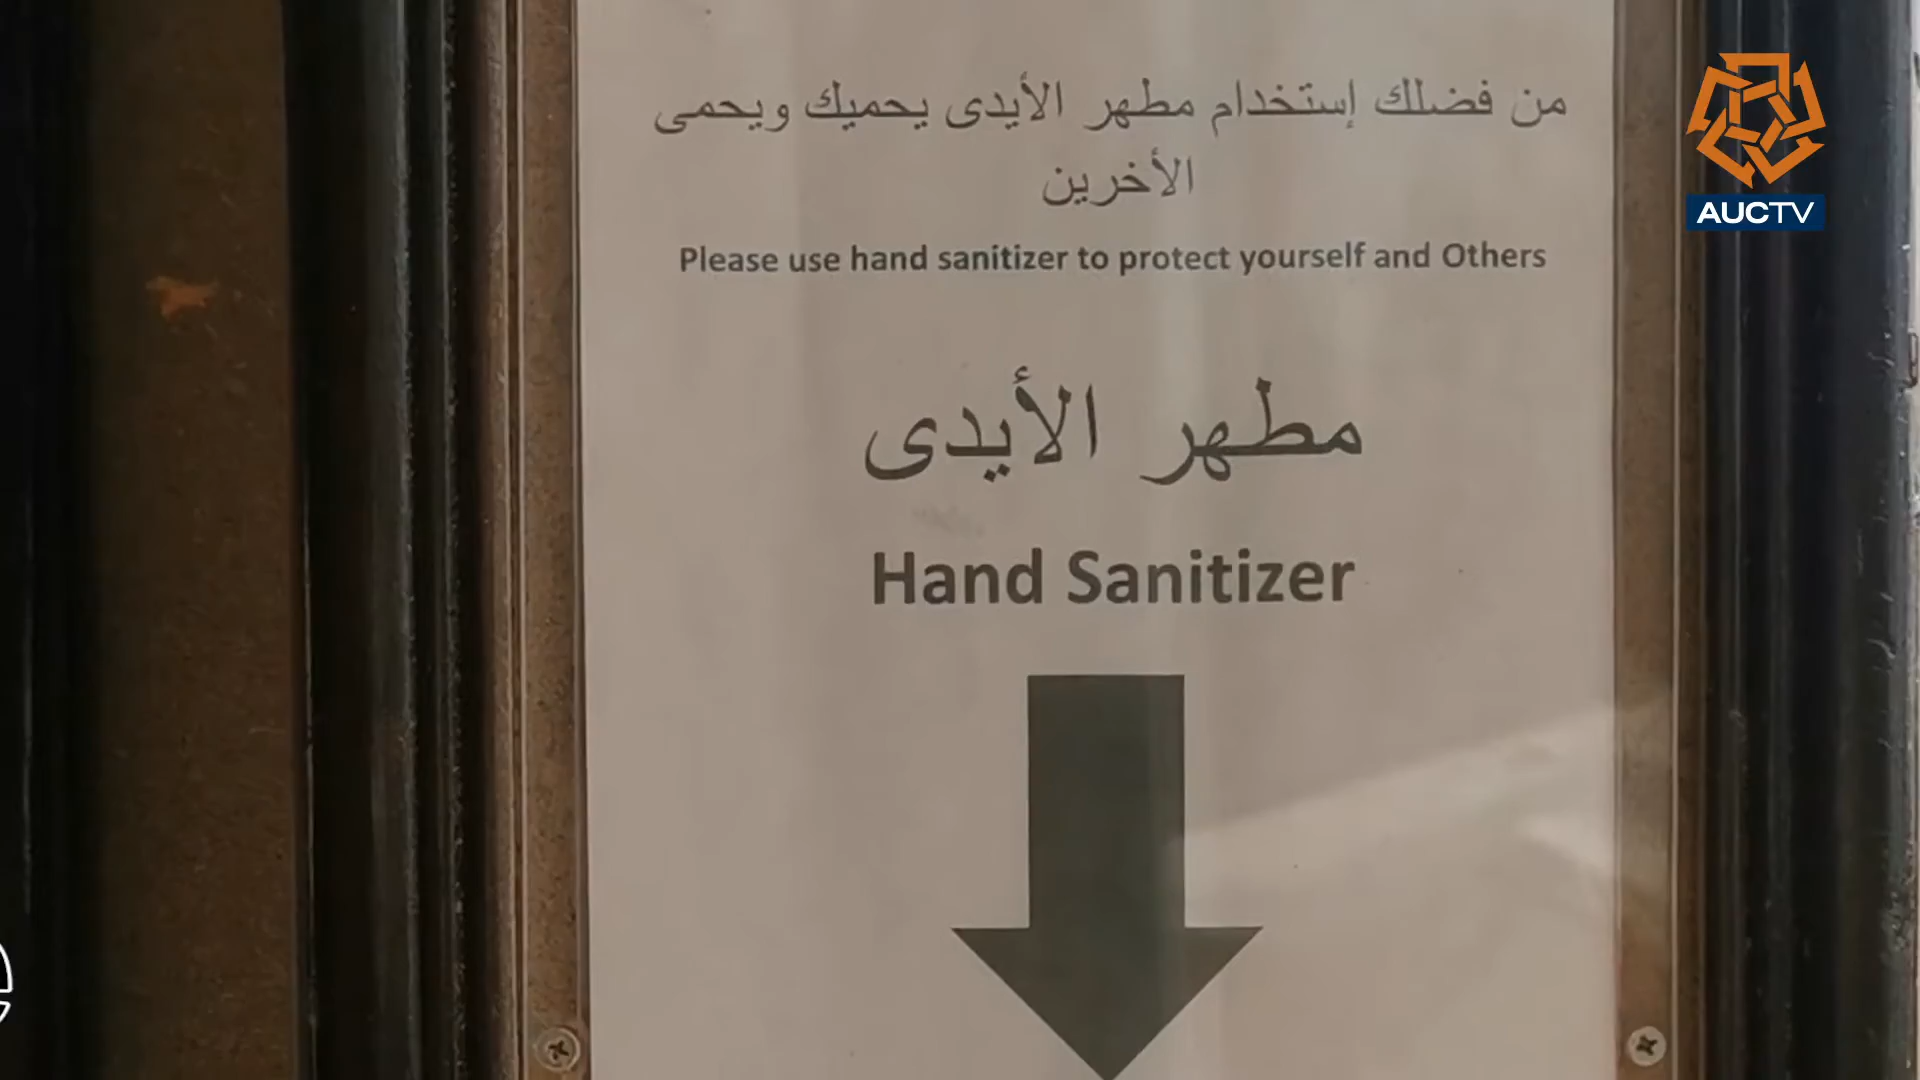 من فضلك إستخدام مطهر الأيدى يحميك ويحمى
الأخرين
Please use hand sanitizer to protect yourself and Others
مطهر الأيدى
Hand Sanitizer
AUCTV